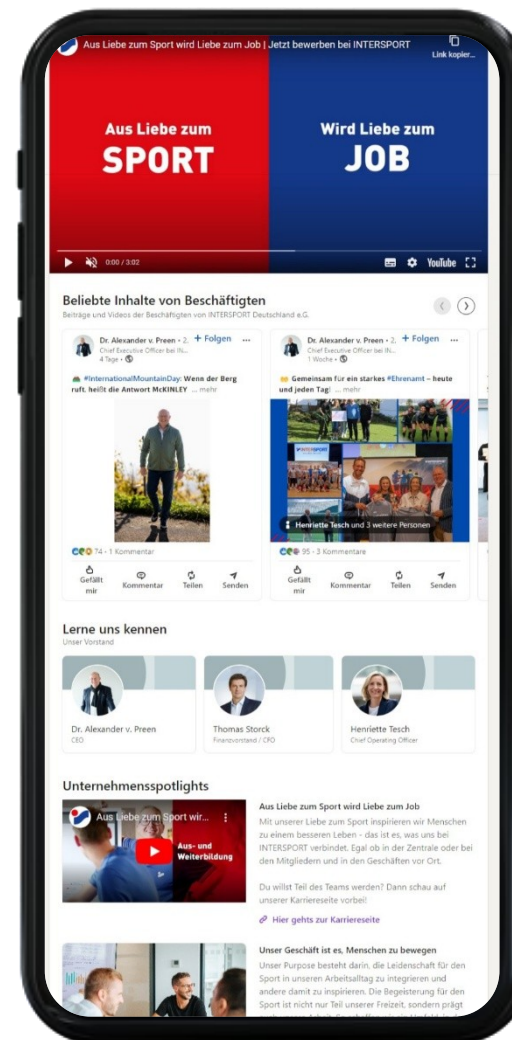 Aus Liebe zum Sport wird Liebe zum Job | Jetzt bewerben bei INTERSPORT
Link kopier...
Aus Liebe zum
SPORT
Wird Liebe zum
JOB
0:00 / 3:02
YouTube
Beliebte Inhalte von Beschäftigten
Beiträge und Videos der Beschäftigten von INTERSPORT Deutschland e.G.
Dr. Alexander v. Preen • 2.
+ Folgen
...
Chief Executive Officer bei IN...
4 Tage •
#InternationalMountainDay: Wenn der Berg
ruft, heißt die Antwort McKINLEY ... mehr
74 • 1 Kommentar
Gefällt
mir
Kommentar
Teilen
Senden
Dr. Alexander v. Preen • 2.
+ Folgen
...
Chief Executive Officer bei IN...
1 Woche •
Gemeinsam für ein starkes #Ehrenamt – heute
und jeden Tag! ... mehr
INTERSPORT
Henriette Tesch und 3 weitere Personen
95 • 3 Kommentare
Gefällt
mir
Kommentar
Teilen
Senden
Lerne uns kennen
Unser Vorstand
Dr. Alexander v. Preen
CEO
Thomas Storck
Finanzvorstand / CFO
Henriette Tesch
Chief Operating Officer
Unternehmensspotlights
Aus Liebe zum Sport wir...
Aus- und
Weiterbildung
Aus Liebe zum Sport wird Liebe zum Job
Mit unserer Liebe zum Sport inspirieren wir Menschen
zu einem besseren Leben - das ist es, was uns bei
INTERSPORT verbindet. Egal ob in der Zentrale oder bei
den Mitgliedern und in den Geschäften vor Ort.
Du willst Teil des Teams werden? Dann schau auf
unserer Karriereseite vorbei!
Hier gehts zur Karriereseite
Unser Geschäft ist es, Menschen zu bewegen
Unser Purpose besteht darin, die Leidenschaft für den
Sport in unseren Arbeitsalltag zu integrieren und
andere damit zu inspirieren. Die Begeisterung für den
Sport ist nicht nur Teil unserer Freizeit, sondern prägt